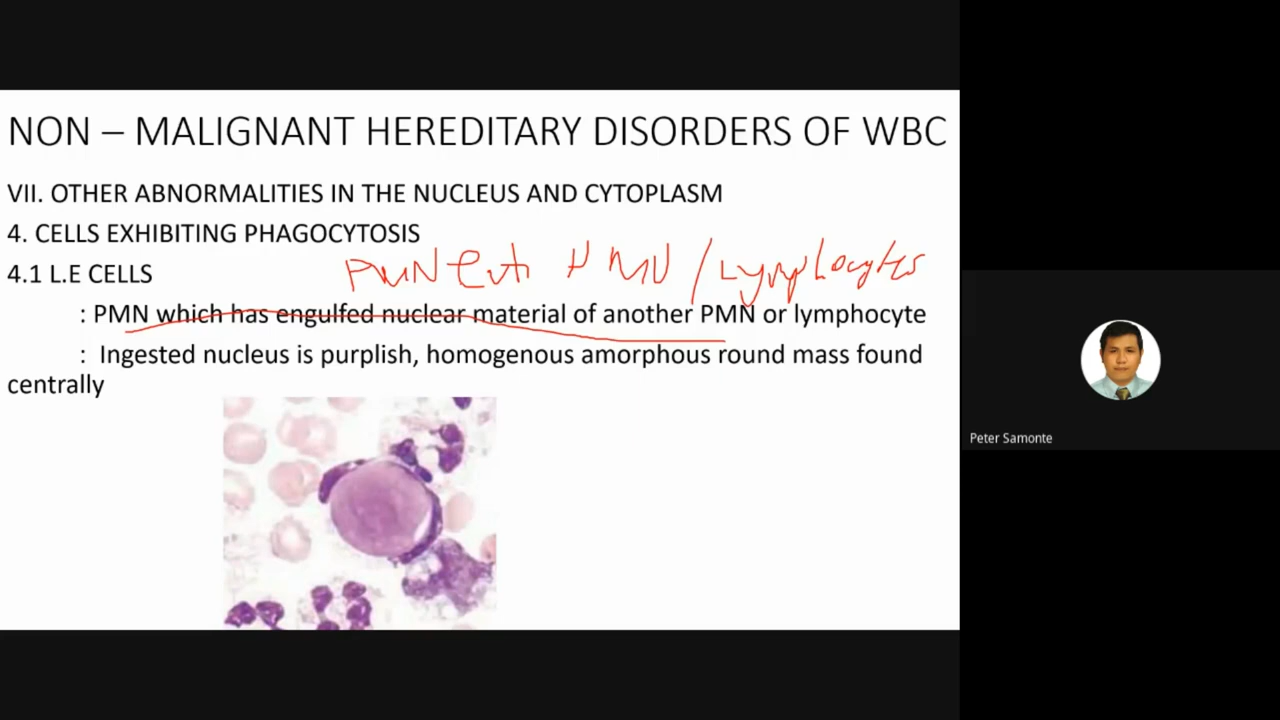 NON – MALIGNANT HEREDITARY DISORDERS OF WBC
VII. OTHER ABNORMALITIES IN THE NUCLEUS AND CYTOPLASM
4. CELLS EXHIBITING PHAGOCYTOSIS
PMN / Lymphocytes
4.1 L.E CELLS
: PMN which has engulfed nuclear material of another PMN or lymphocyte
: Ingested nucleus is purplish, homogenous amorphous round mass found
centrally
Peter Samonte